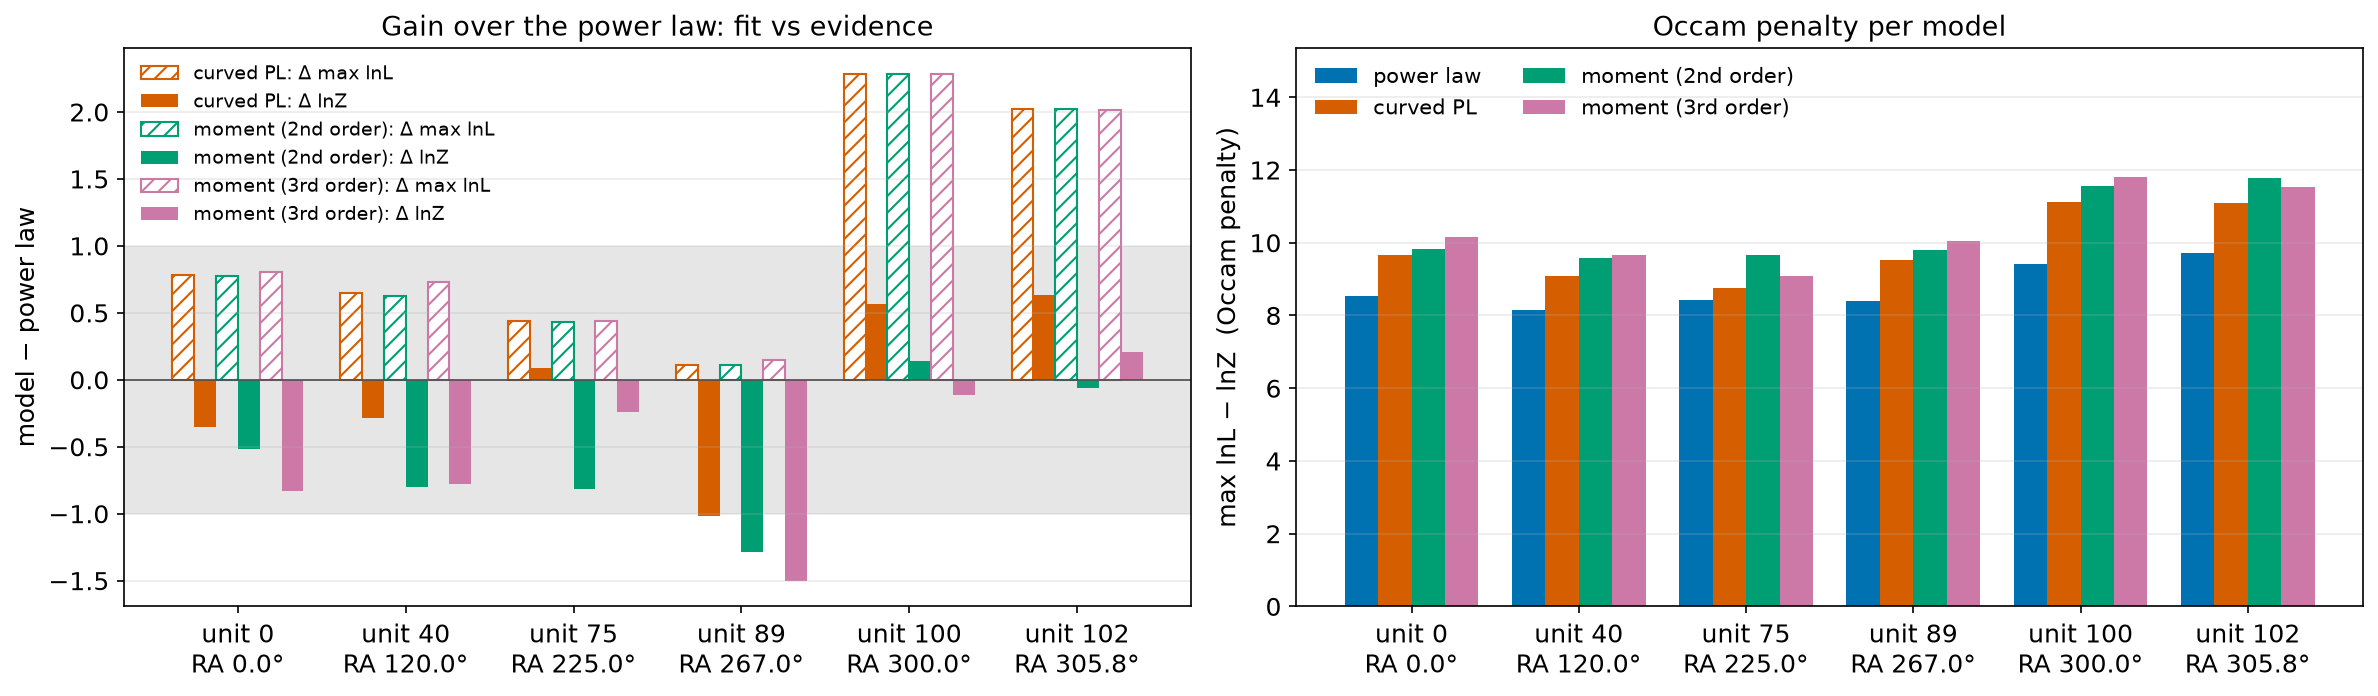 Gain over the power law: fit vs evidence
model − power law
2.0
1.5
1.0
0.5
0.0
−0.5
−1.0
−1.5
curved PL: Δ max lnL
curved PL: Δ lnZ
moment (2nd order): Δ max lnL
moment (2nd order): Δ lnZ
moment (3rd order): Δ max lnL
moment (3rd order): Δ lnZ
unit 0
RA 0.0°
unit 40
RA 120.0°
unit 75
RA 225.0°
unit 89
RA 267.0°
unit 100
RA 300.0°
unit 102
RA 305.8°
Occam penalty per model
max lnL − lnZ (Occam penalty)
14
12
10
8
6
4
2
0
power law
curved PL
moment (2nd order)
moment (3rd order)
unit 0
RA 0.0°
unit 40
RA 120.0°
unit 75
RA 225.0°
unit 89
RA 267.0°
unit 100
RA 300.0°
unit 102
RA 305.8°